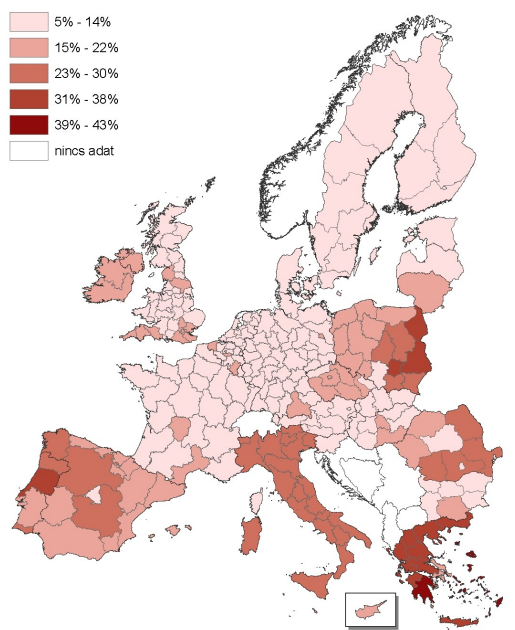 5% - 14%
15% - 22%
23% - 30%
31% - 38%
39% - 43%
nincs adat